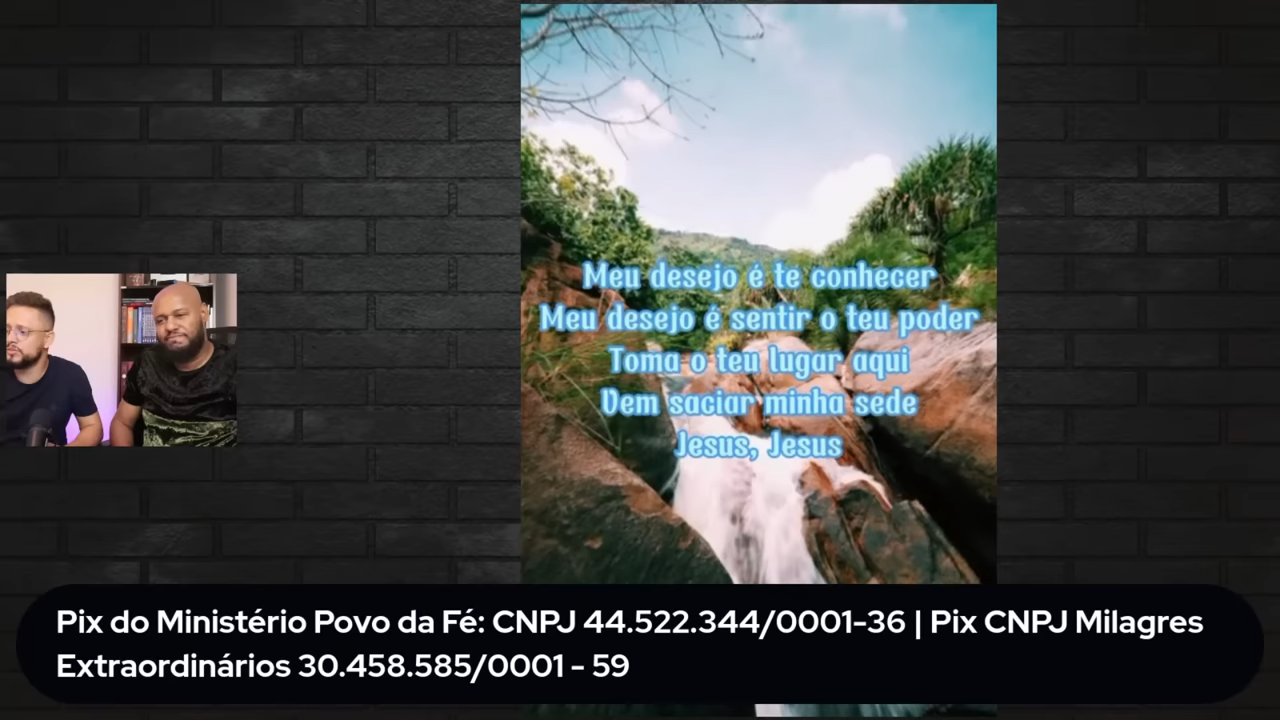 Meu desejo é te conhecer
Meu desejo é sentir o teu poder
Toma o teu lugar aqui
Vem saciar minha sede
Jesus, Jesus
Pix do Ministério Povo da Fé: CNPJ 44.522.344/0001-36 | Pix CNPJ Milagres
Extraordinários 30.458.585/0001 - 59